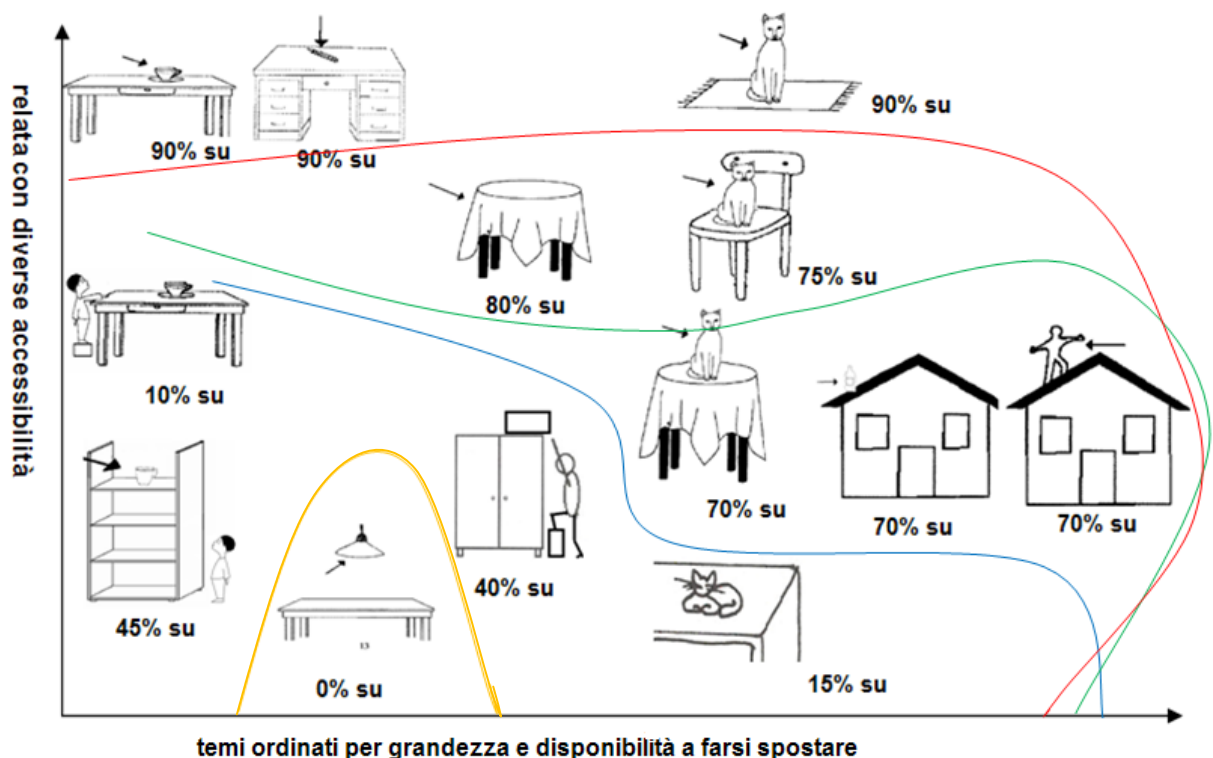 relata con diverse accessibilità
90% su
90% su
90% su
80% su
75% su
10% su
70% su
70% su
70% su
45% su
13
0% su
40% su
15% su
temi ordinati per grandezza e disponibilità a farsi spostare